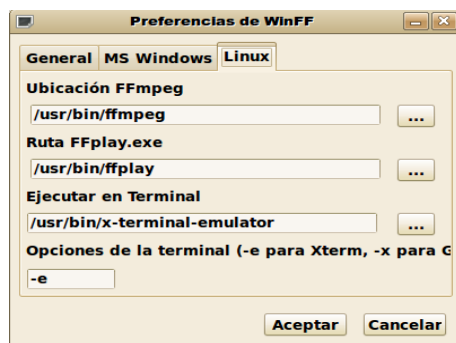 Preferencias de WinFF
General MS Windows Linux
Ubicación FFmpeg
/usr/bin/ffmpeg
...
Ruta FFplay.exe
/usr/bin/ffplay
...
Ejecutar en Terminal
/usr/bin/x-terminal-emulator
...
Opciones de la terminal (-e para Xterm, -x para G
-e
Aceptar Cancelar